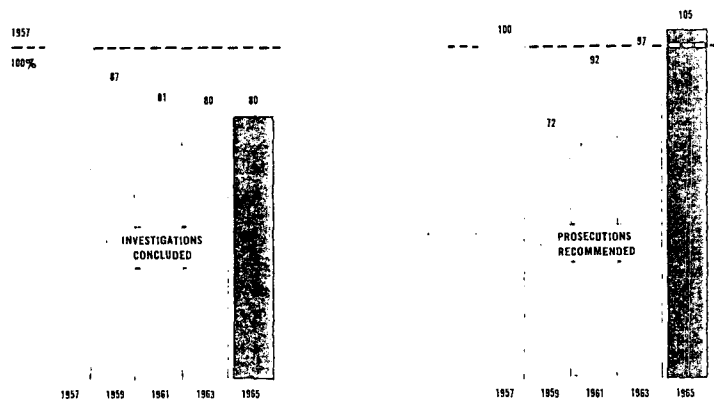 1957
100%
87
81
80
80
INVESTIGATIONS
CONCLUDED
1957 1959 1961 1963 1965
100
72
92
97
105
PROSECUTIONS
RECOMMENDED
1957 1959 1961 1963 1965